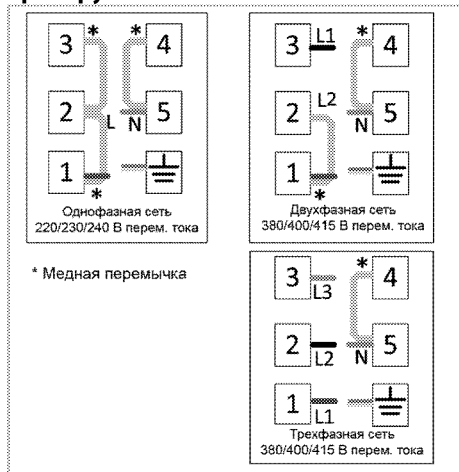 3 * * 4
2 L N 5
1 *
Однофазная сеть
220/230/240 В перем. тока
3 L1 * 4
2 L2 N 5
1 *
Двухфазная сеть
380/400/415 В перем. тока
* Медная перемычка
3 L3 * 4
2 L2 N 5
1 L1
Трехфазная сеть
380/400/415 В перем. тока